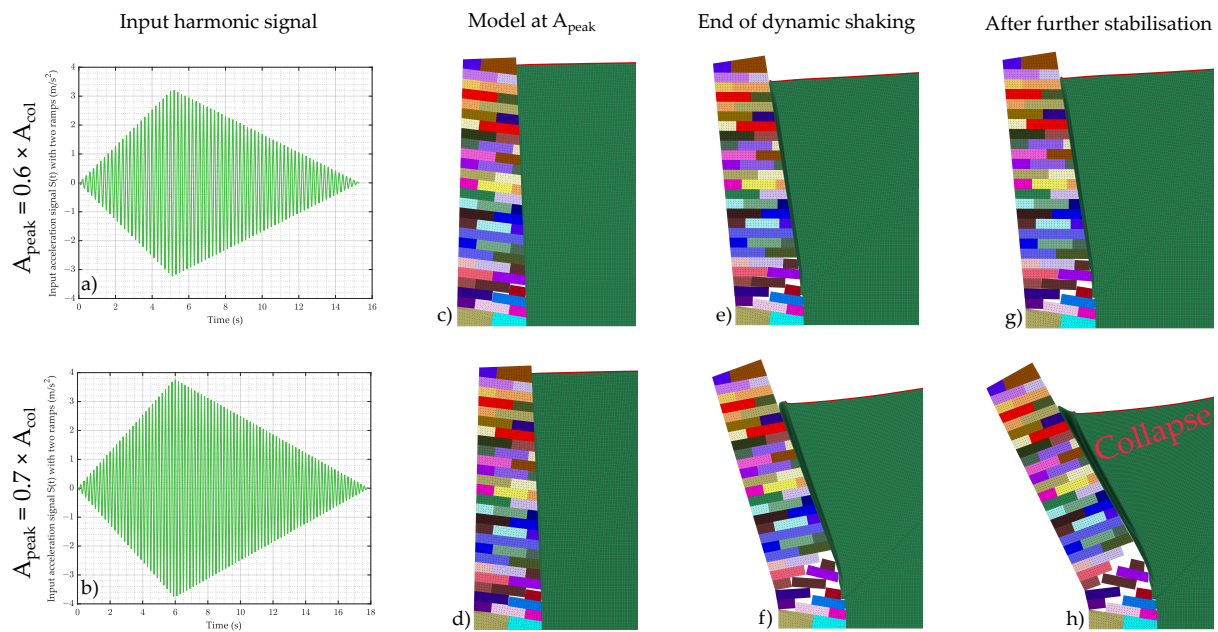 Input harmonic signal
Model at A_peak
End of dynamic shaking
After further stabilisation
A_peak = 0.6 × A_col
Input acceleration signal S(t) with two ramps (m/s²)
4
3
2
1
0
−1
−2
−3
4
0
2
4
6
8
10
12
14
16
Time (s)
a)
c)
e)
g)
A_peak = 0.7 × A_col
Input acceleration signal S(t) with two ramps (m/s²)
4
3
2
1
0
−1
−2
−3
−4
0
2
4
6
8
10
12
14
16
18
Time (s)
b)
d)
f)
Collapse
h)